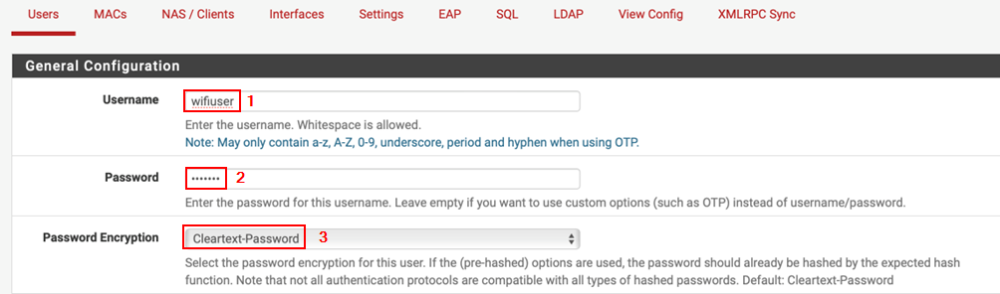 Users MACs NAS / Clients Interfaces Settings EAP SQL LDAP View Config XMLRPC Sync
General Configuration
Username wifiuser 1
Enter the username. Whitespace is allowed.
Note: May only contain a-z, A-Z, 0-9, underscore, period and hyphen when using OTP.
Password ••••••• 2
Enter the password for this username. Leave empty if you want to use custom options (such as OTP) instead of username/password.
Password Encryption Cleartext-Password 3
Select the password encryption for this user. If the (pre-hashed) options are used, the password should already be hashed by the expected hash
function. Note that not all authentication protocols are compatible with all types of hashed passwords. Default: Cleartext-Password